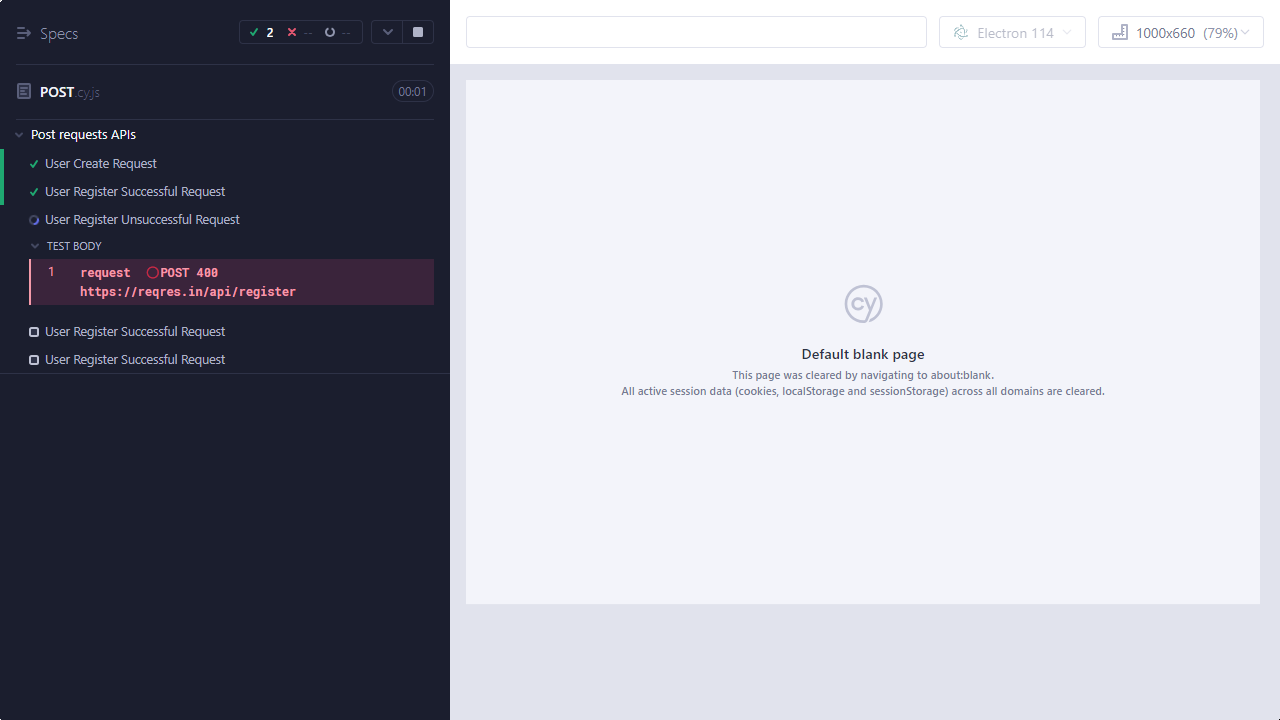 Specs
2 -- --
POST.cy.js
00:01
Post requests APIs
User Create Request
User Register Successful Request
User Register Unsuccessful Request
TEST BODY
1 request POST 400
https://reqres.in/api/register
User Register Successful Request
User Register Successful Request
Electron 114
1000x660 (79%)
cy
Default blank page
This page was cleared by navigating to about:blank.
All active session data (cookies, localStorage and sessionStorage) across all domains are cleared.